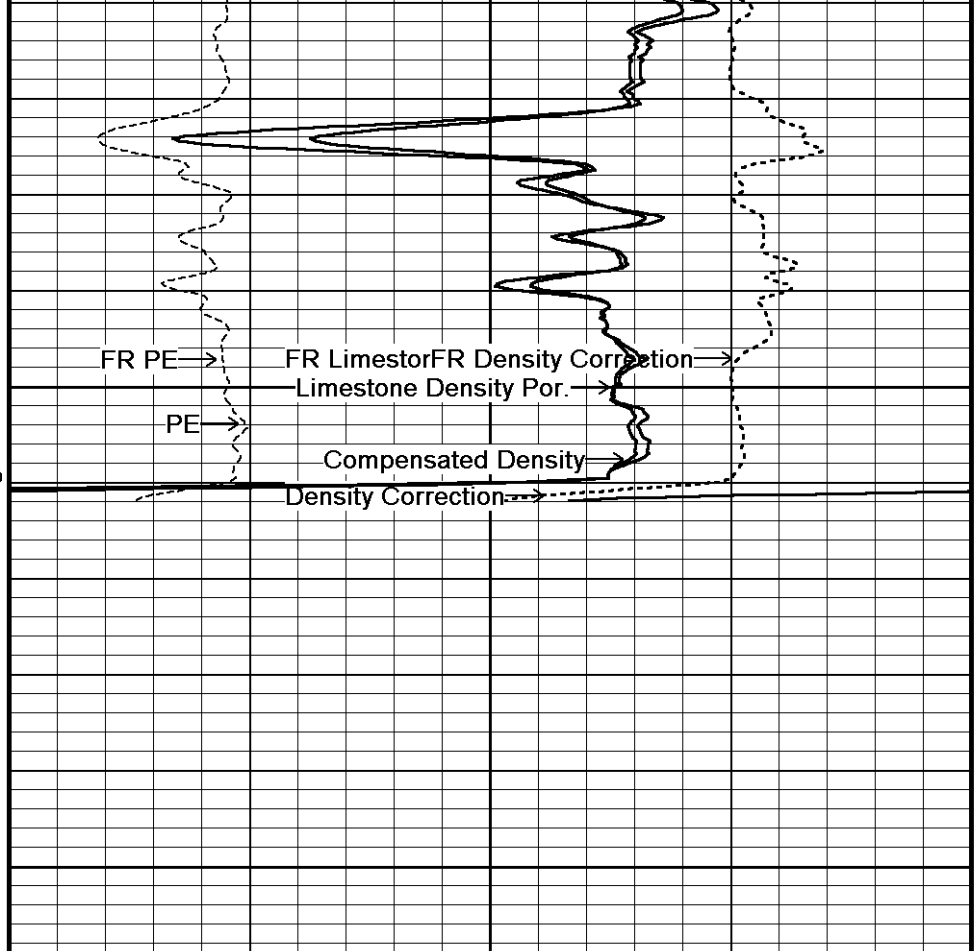 FR PE
FR LimestorFR Density Correction
Limestone Density Por.
PE
Compensated Density
Density Correction